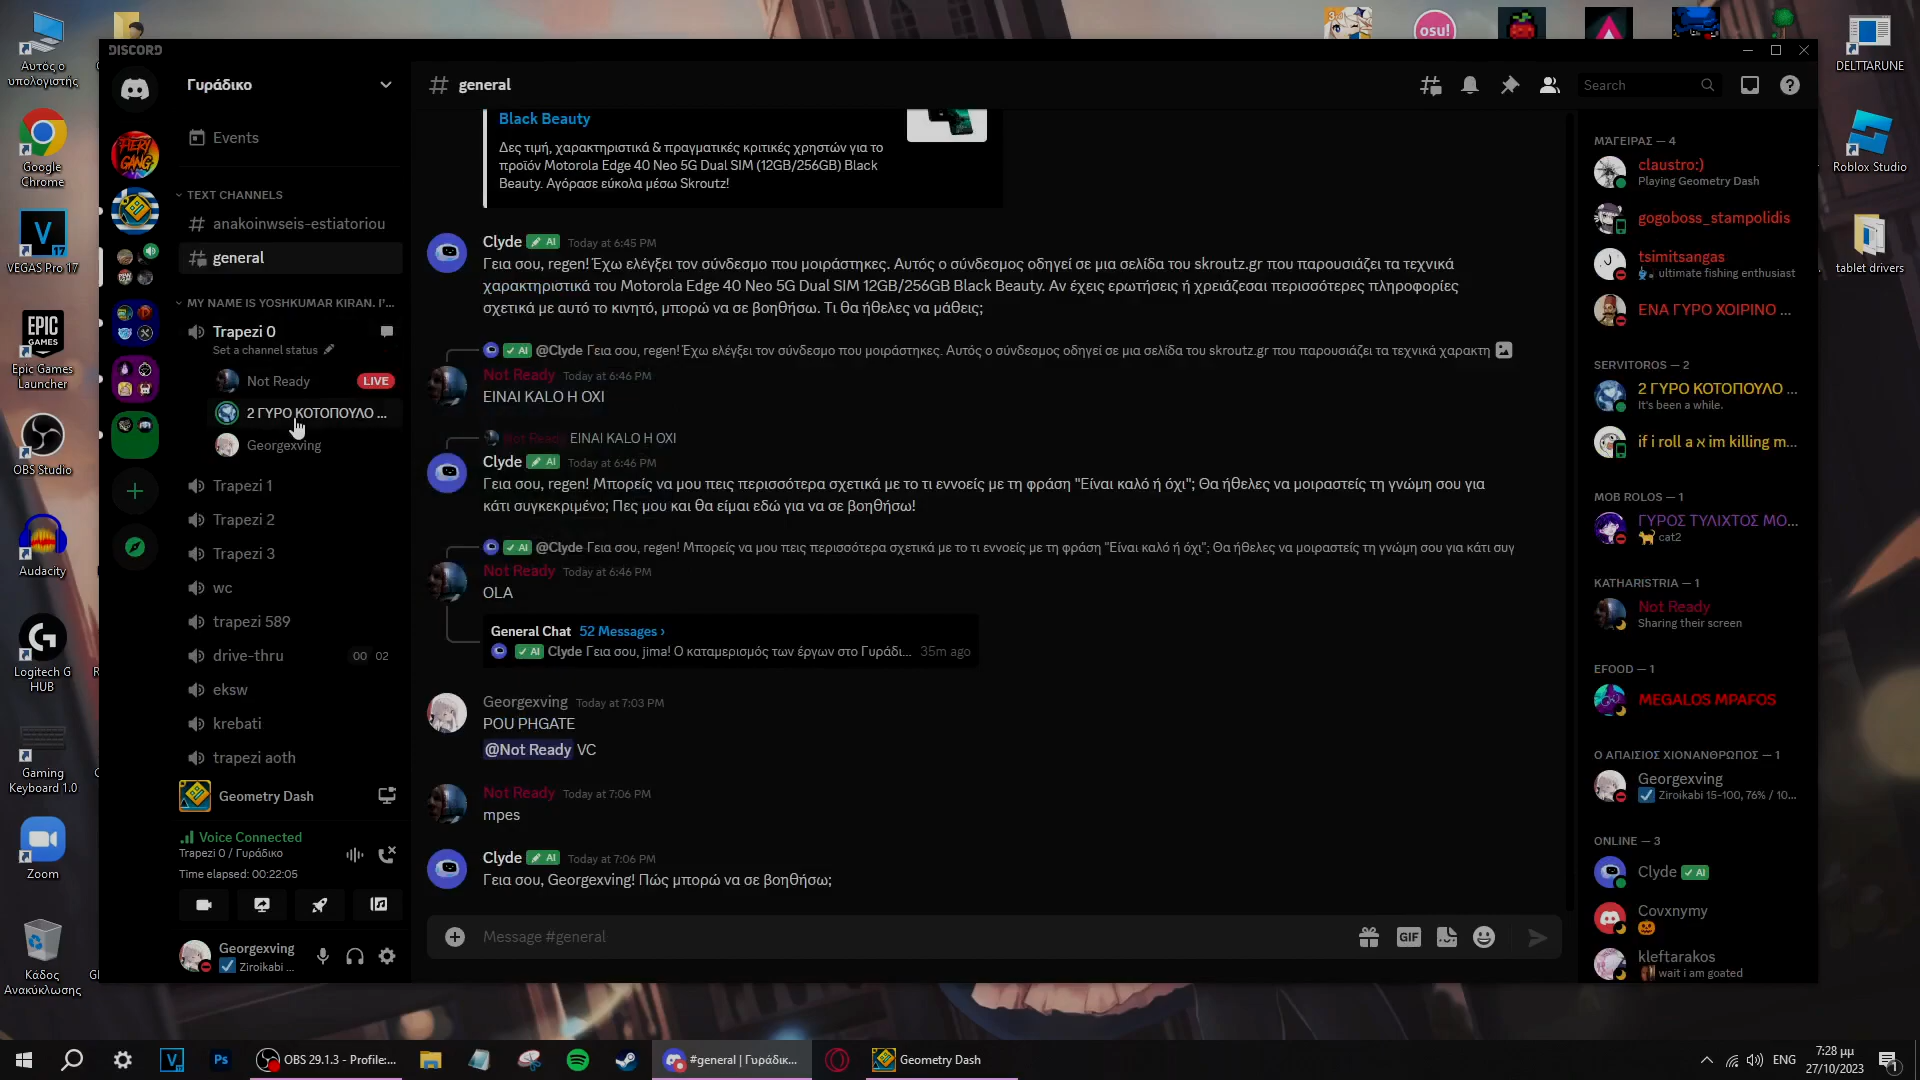 Αυτός ο
υπολογιστής
Google
Chrome
VEGAS Pro 17
EPIC
GAMES
Epic Games
Launcher
OBS Studio
Audacity
Logitech G
HUB
Gaming
Keyboard 1.0
Zoom
Κάδος
Ανακύκλωσης
osu!
DELTTARUNE
Roblox Studio
tablet drivers
DISCORD
Γυράδικο
Events
TEXT CHANNELS
anakoinwseis-estiatoriou
general
MY NAME IS YOSHKUMAR KIRAN. I'...
Trapezi 0
Set a channel status
Not Ready LIVE
2 ΓΥΡΟ ΚΟΤΟΠΟΥΛΟ ...
Georgexving
Trapezi 1
Trapezi 2
Trapezi 3
wc
trapezi 589
drive-thru 00 02
eksw
krebati
trapezi aoth
Geometry Dash
Voice Connected
Trapezi 0 / Γυράδικο
Time elapsed: 00:22:05
Georgexving
Ziroikabi ...
# general
Search
Black Beauty
Δες τιμή, χαρακτηριστικά & πραγματικές κριτικές χρηστών για το
προϊόν Motorola Edge 40 Neo 5G Dual SIM (12GB/256GB) Black
Beauty. Αγόρασε εύκολα μέσω Skroutz!
Clyde AI Today at 6:45 PM
Γεια σου, regen! Έχω ελέγξει τον σύνδεσμο που μοιράστηκες. Αυτός ο σύνδεσμος οδηγεί σε μια σελίδα του skroutz.gr που παρουσιάζει τα τεχνικά
χαρακτηριστικά του Motorola Edge 40 Neo 5G Dual SIM 12GB/256GB Black Beauty. Αν έχεις ερωτήσεις ή χρειάζεσαι περισσότερες πληροφορίες
σχετικά με αυτό το κινητό, μπορώ να σε βοηθήσω. Τι θα ήθελες να μάθεις;
AI @Clyde Γεια σου, regen! Έχω ελέγξει τον σύνδεσμο που μοιράστηκες. Αυτός ο σύνδεσμος οδηγεί σε μια σελίδα του skroutz.gr που παρουσιάζει τα τεχνικά χαρακτη
Not Ready Today at 6:46 PM
EINAI KALO H OXI
Not Ready EINAI KALO H OXI
Clyde AI Today at 6:46 PM
Γεια σου, regen! Μπορείς να μου πεις περισσότερα σχετικά με το τι εννοείς με τη φράση "Είναι καλό ή όχι"; Θα ήθελες να μοιραστείς τη γνώμη σου για
κάτι συγκεκριμένο; Πες μου και θα είμαι εδώ για να σε βοηθήσω!
AI @Clyde Γεια σου, regen! Μπορείς να μου πεις περισσότερα σχετικά με το τι εννοείς με τη φράση "Είναι καλό ή όχι"; Θα ήθελες να μοιραστείς τη γνώμη σου για κάτι συγ
Not Ready Today at 6:46 PM
OLA
General Chat 52 Messages ›
AI Clyde Γεια σου, jima! Ο καταμερισμός των έργων στο Γυράδι... 35m ago
Georgexving Today at 7:03 PM
POU PHGATE
@Not Ready VC
Not Ready Today at 7:06 PM
mpes
Clyde AI Today at 7:06 PM
Γεια σου, Georgexving! Πώς μπορώ να σε βοηθήσω;
Message #general
GIF
ΜΆΓΕΙΡΑΣ — 4
claustro:)
Playing Geometry Dash
gogoboss_stampolidis
tsimitsangas
ultimate fishing enthusiast
ΕΝΑ ΓΥΡΟ ΧΟΙΡΙΝΟ ...
SERVITOROS — 2
2 ΓΥΡΟ ΚΟΤΟΠΟΥΛΟ ...
It's been a while.
if i roll a א im killing m...
MOB ROLOS — 1
ΓΥΡΟΣ ΤΥΛΙΧΤΟΣ ΜΟ...
cat2
KATHARISTRIA — 1
Not Ready
Sharing their screen
EFOOD — 1
MEGALOS MPAFOS
Ο ΑΠΑΙΣΙΟΣ ΧΙΟΝΑΝΘΡΩΠΟΣ — 1
Georgexving
Ziroikabi 15-100, 76% / 10...
ONLINE — 3
Clyde AI
Covxnymy
kleftarakos
wait i am goated
OBS 29.1.3 - Profile:...
#general | Γυράδικ...
Geometry Dash
ENG
7:28 μμ
27/10/2023